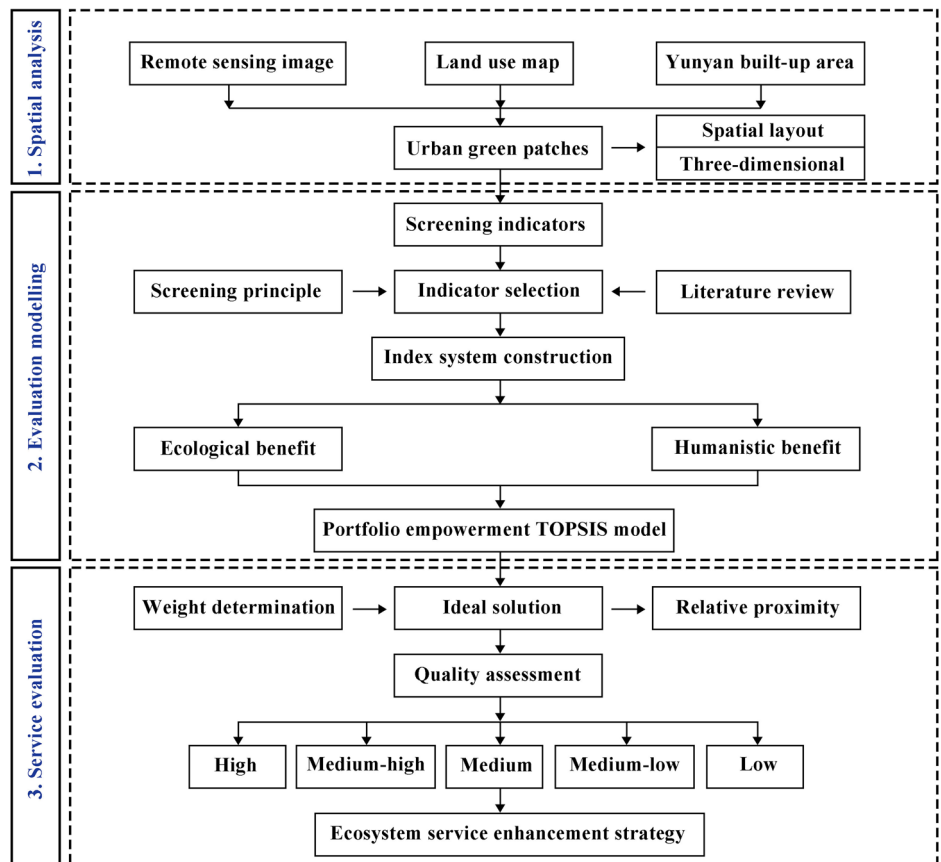 1. Spatial analysis
Remote sensing image
Land use map
Yunyan built-up area
Urban green patches
Spatial layout
Three-dimensional
2. Evaluation modelling
Screening indicators
Screening principle
Indicator selection
Literature review
Index system construction
Ecological benefit
Humanistic benefit
Portfolio empowerment TOPSIS model
3. Service evaluation
Weight determination
Ideal solution
Relative proximity
Quality assessment
High
Medium-high
Medium
Medium-low
Low
Ecosystem service enhancement strategy